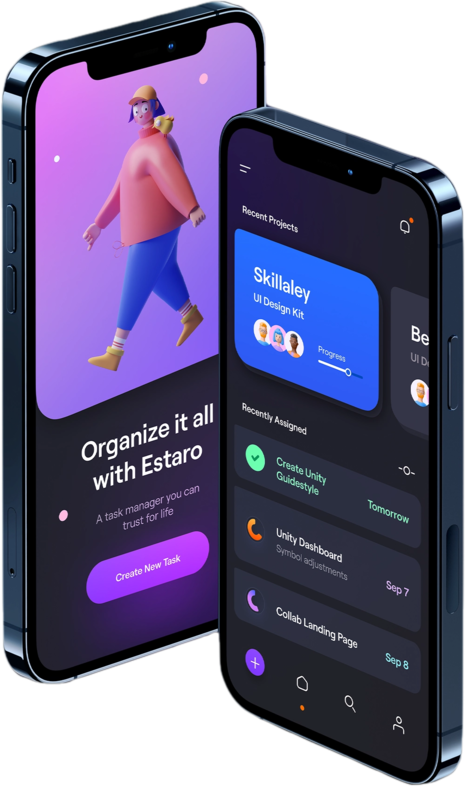 Organize it all
with Estaro
A task manager you can
trust for life
Create New Task
Recent Projects
Skillaley
UI Design Kit
Progress
Be
UI D
Recently Assigned
Create Unity
Guidestyle
Tomorrow
Unity Dashboard
Symbol adjustments
Sep 7
Collab Landing Page
Sep 8